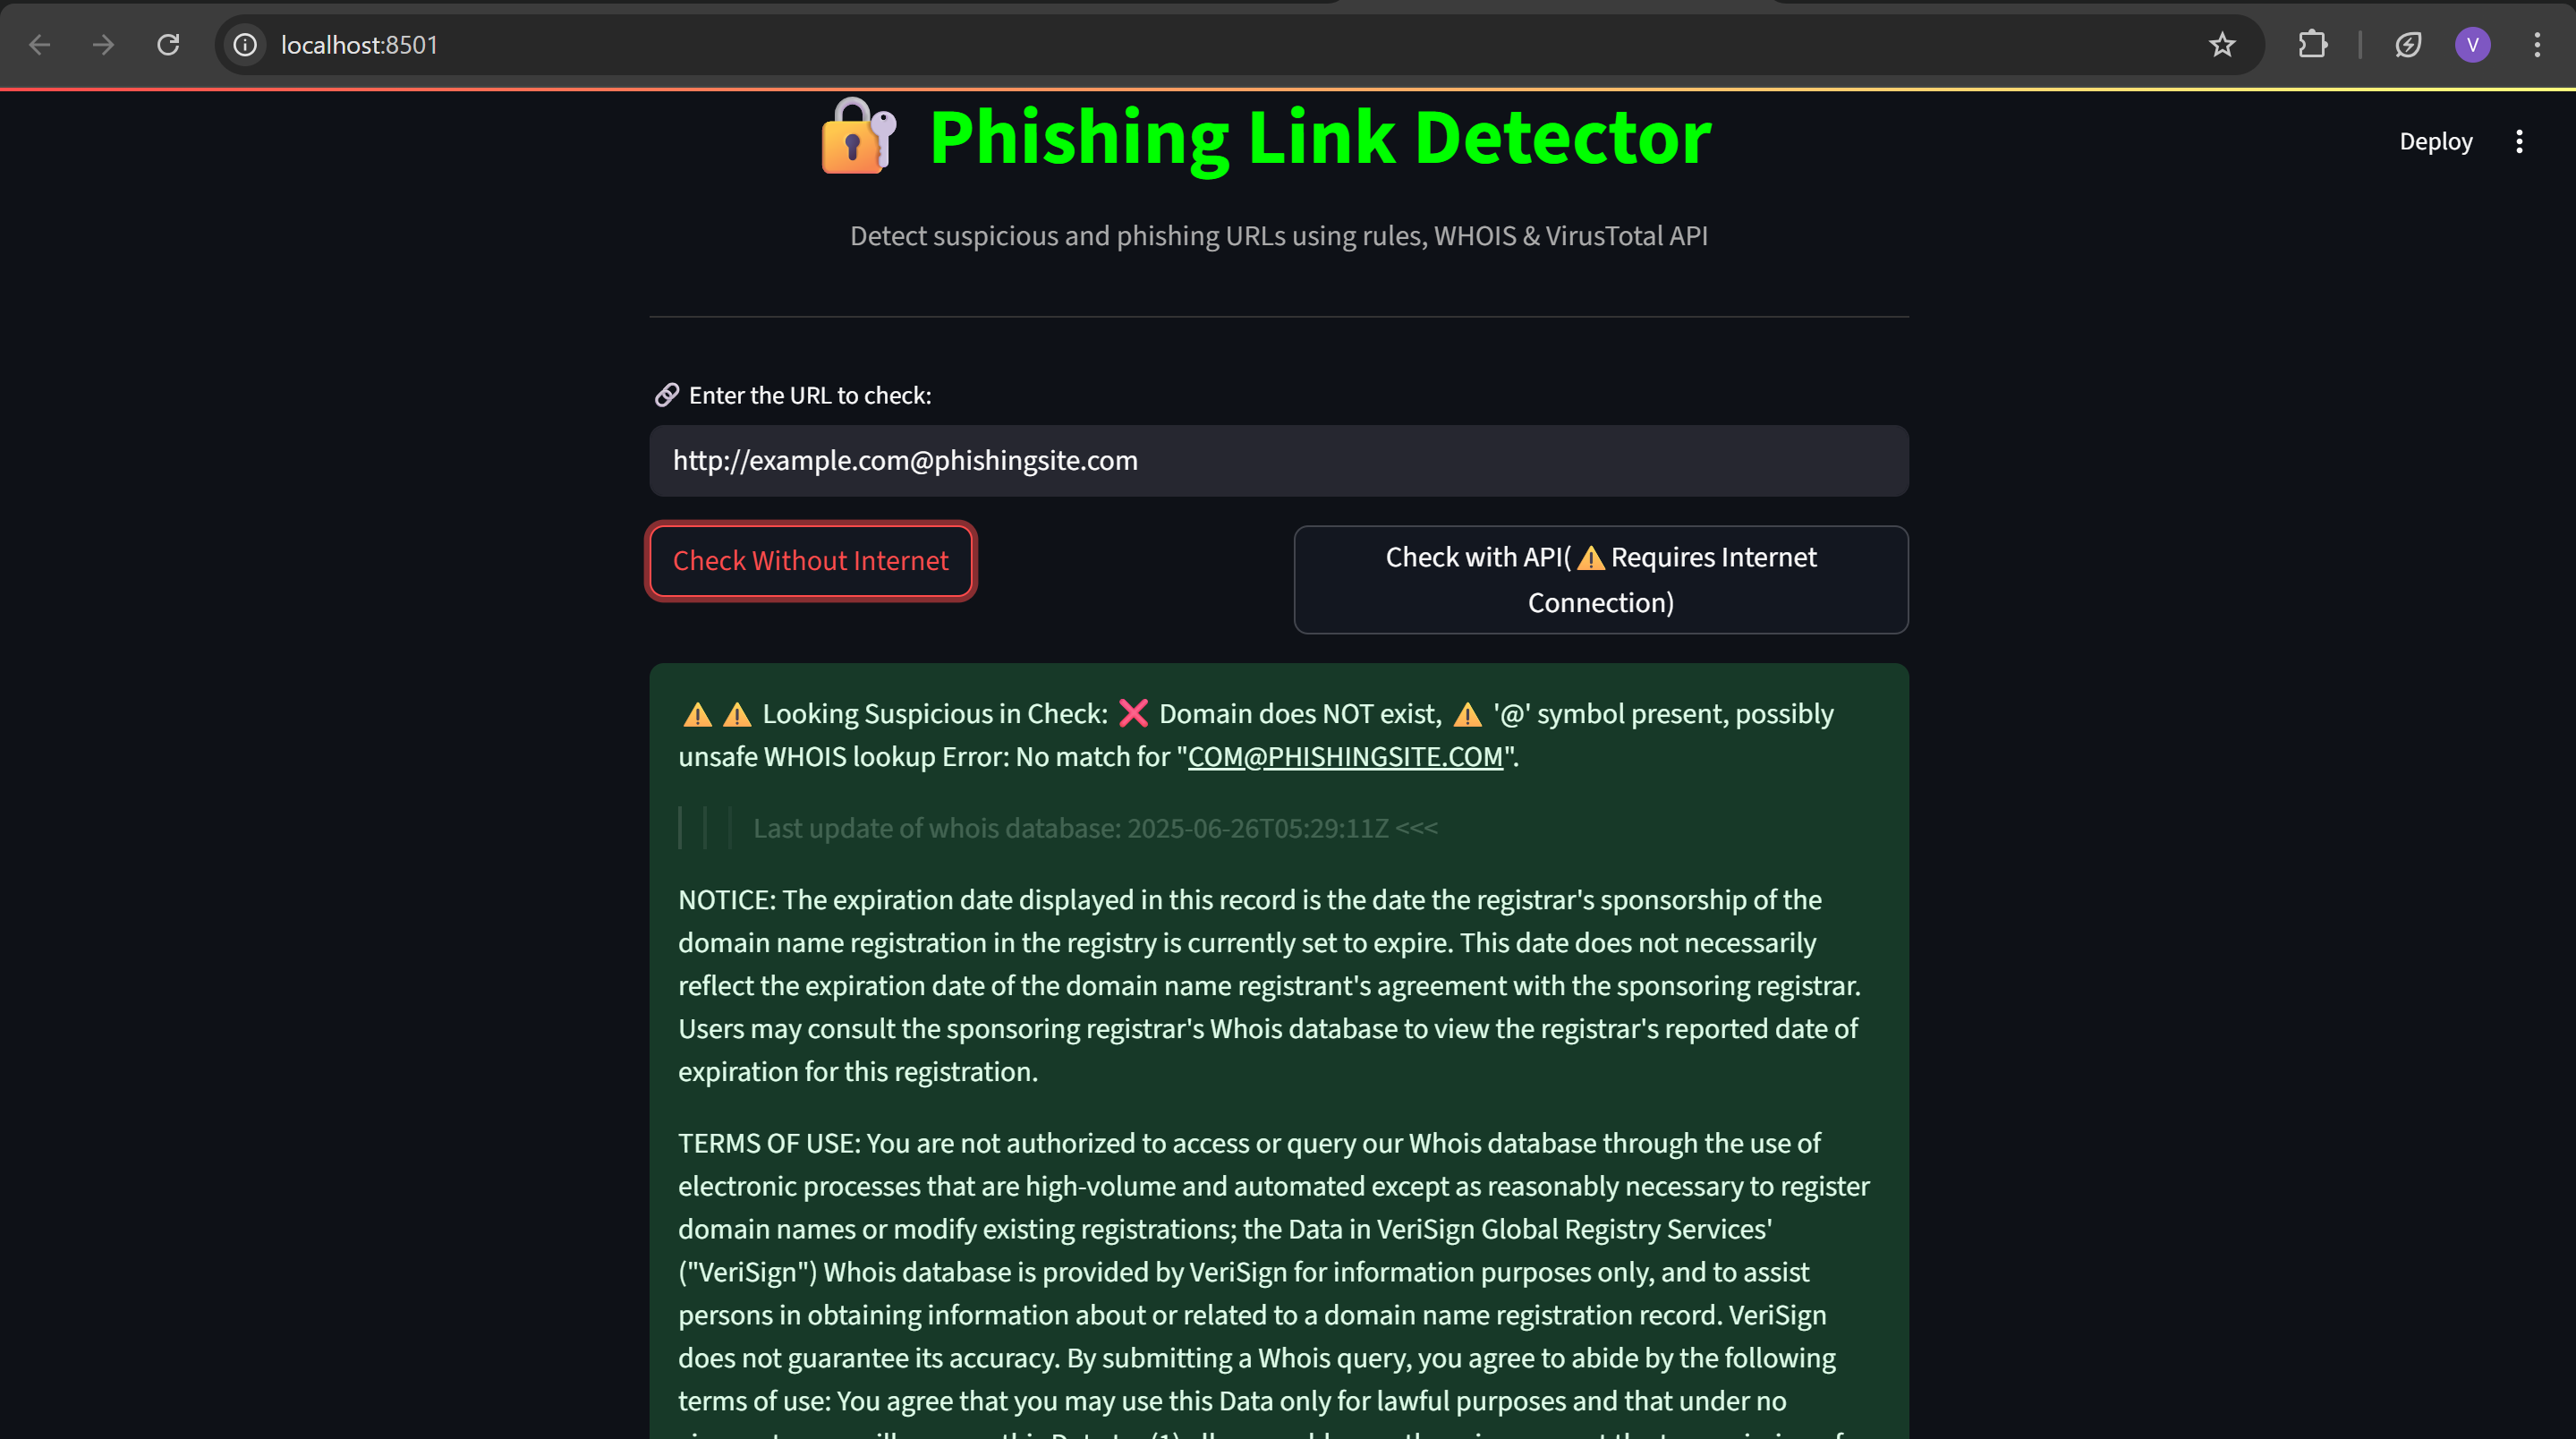 localhost:8501
V
🔐 Phishing Link Detector
Deploy
Detect suspicious and phishing URLs using rules, WHOIS & VirusTotal API
🔗 Enter the URL to check:
http://example.com@phishingsite.com
Check Without Internet
Check with API(⚠️ Requires Internet
Connection)
⚠️ ⚠️ Looking Suspicious in Check: ❌ Domain does NOT exist, ⚠️ '@' symbol present, possibly
unsafe WHOIS lookup Error: No match for "COM@PHISHINGSITE.COM".
Last update of whois database: 2025-06-26T05:29:11Z <<<
NOTICE: The expiration date displayed in this record is the date the registrar's sponsorship of the
domain name registration in the registry is currently set to expire. This date does not necessarily
reflect the expiration date of the domain name registrant's agreement with the sponsoring registrar.
Users may consult the sponsoring registrar's Whois database to view the registrar's reported date of
expiration for this registration.
TERMS OF USE: You are not authorized to access or query our Whois database through the use of
electronic processes that are high-volume and automated except as reasonably necessary to register
domain names or modify existing registrations; the Data in VeriSign Global Registry Services'
("VeriSign") Whois database is provided by VeriSign for information purposes only, and to assist
persons in obtaining information about or related to a domain name registration record. VeriSign
does not guarantee its accuracy. By submitting a Whois query, you agree to abide by the following
terms of use: You agree that you may use this Data only for lawful purposes and that under no